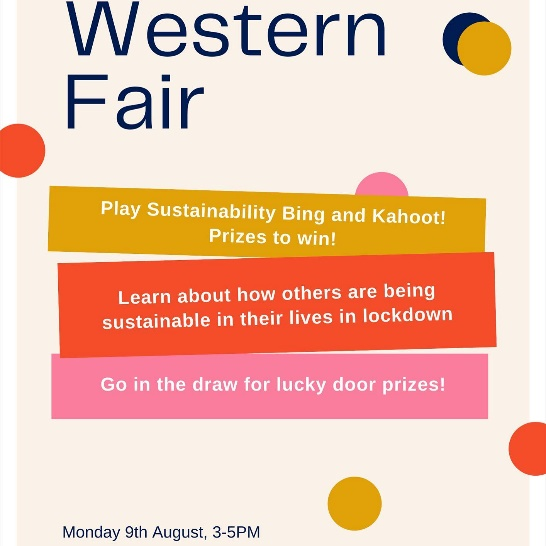 Western
Fair
Play Sustainability Bing and Kahoot!
Prizes to win!
Learn about how others are being
sustainable in their lives in lockdown
Go in the draw for lucky door prizes!
Monday 9th August, 3-5PM